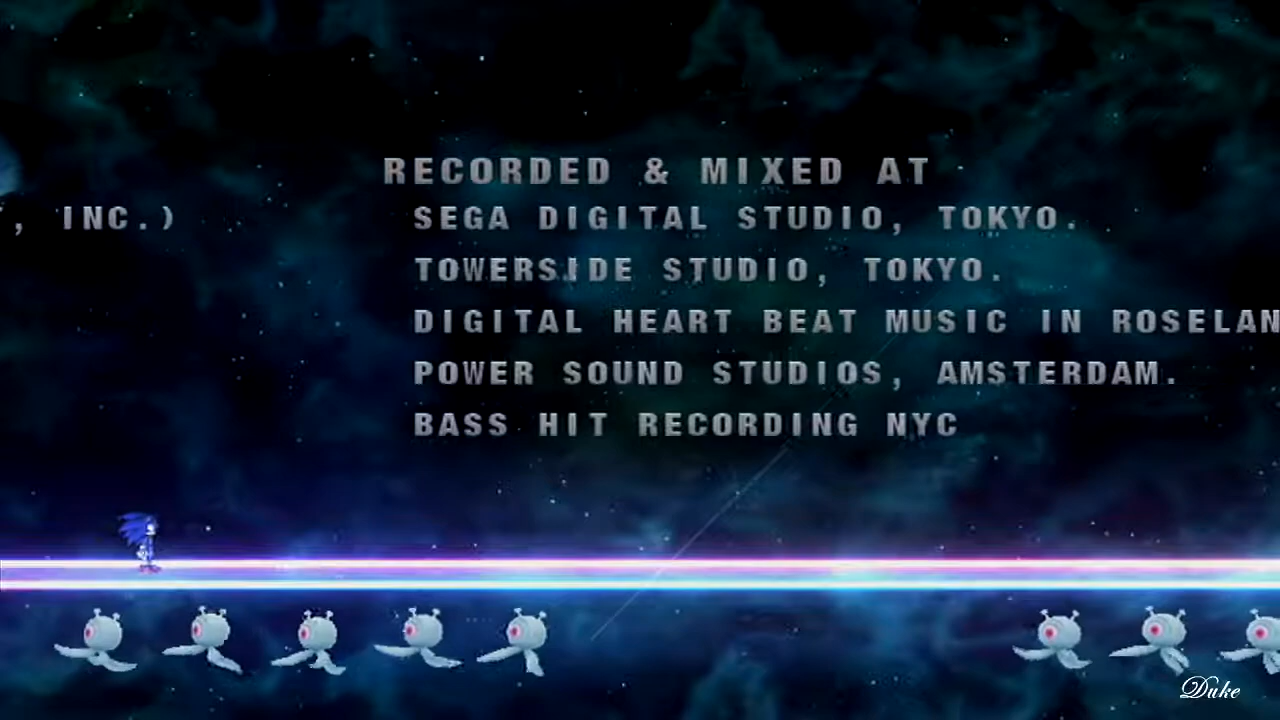 RECORDED & MIXED AT
, INC.)
SEGA DIGITAL STUDIO, TOKYO.
TOWERSIDE STUDIO, TOKYO.
DIGITAL HEART BEAT MUSIC IN ROSELAN
POWER SOUND STUDIOS, AMSTERDAM.
BASS HIT RECORDING NYC
Duke